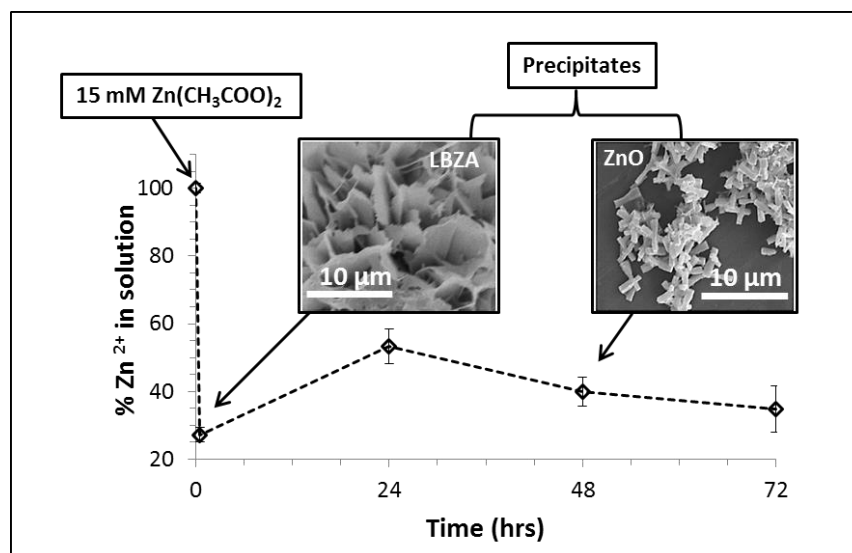 Precipitates
15 mM Zn(CH₃COO)₂
LBZA
10 µm
ZnO
10 µm
100
80
60
40
20
% Zn ²⁺ in solution
0
24
48
72
Time (hrs)